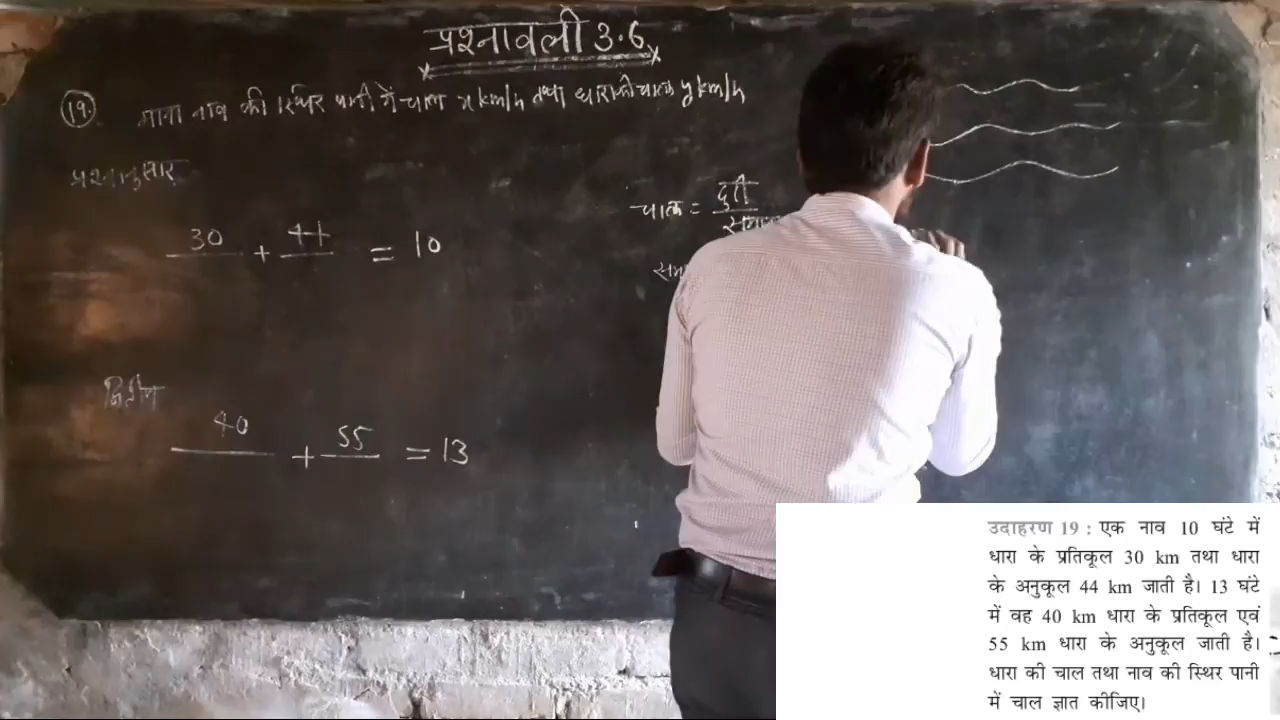 प्रश्नावली 3.6
19. माना नाव की स्थिर पानी में चाल x km/h तथा धारा की चाल y km/h
प्रश्नानुसार
30 + 44 = 10
चाल = दुरी
द्वितीय
40 + 55 = 13
उदाहरण 19 : एक नाव 10 घंटे में
धारा के प्रतिकूल 30 km तथा धारा
के अनुकूल 44 km जाती है। 13 घंटे
में वह 40 km धारा के प्रतिकूल एवं
55 km धारा के अनुकूल जाती है।
धारा की चाल तथा नाव की स्थिर पानी
में चाल ज्ञात कीजिए।